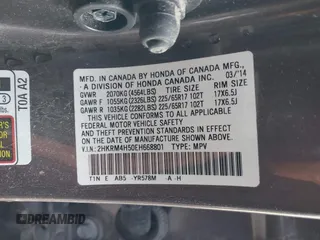 MFD. IN CANADA BY HONDA OF CANADA MFG.,
A DIVISION OF HONDA CANADA INC. 03/14
GVWR 2070KG (4564LBS) TIRE SIZE RIM SIZE
GAWR F 1055KG (2326LBS) 225/65R17 102T 17X6.5J
GAWR R 1035KG (2282LBS) 225/65R17 102T 17X6.5J
THIS VEHICLE CONFORMS TO ALL APPLICABLE
FEDERAL MOTOR VEHICLE SAFETY AND THEFT
PREVENTION STANDARDS IN EFFECT ON THE DATE OF
MANUFACTURE SHOWN ABOVE.
V.I.N: 2HKRM4H50EH668801 TYPE: MPV
T1N E ABS YR578M A H
T0A A2
3
DREAMBID